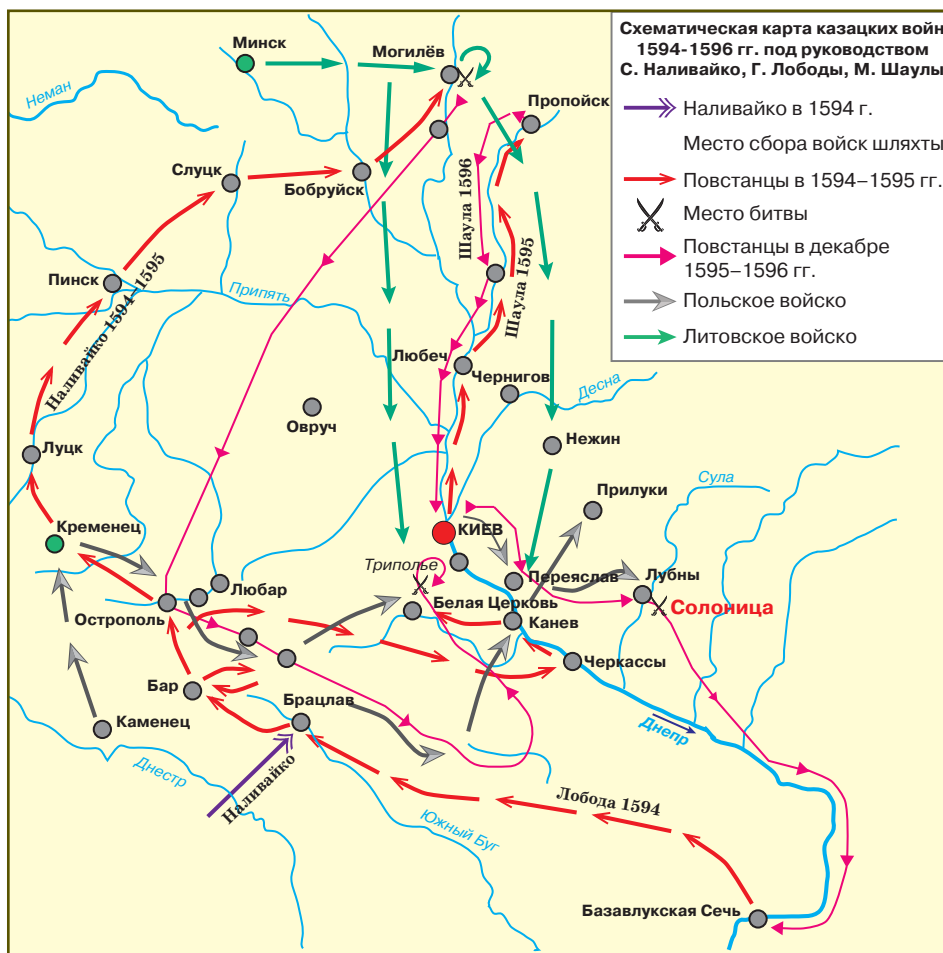 Схематическая карта казацких войн
1594-1596 гг. под руководством
С. Наливайко, Г. Лободы, М. Шаулы
Наливайко в 1594 г.
Место сбора войск шляхты
Повстанцы в 1594–1595 гг.
Место битвы
Повстанцы в декабре
1595–1596 гг.
Польское войско
Литовское войско
Минск
Могилёв
Неман
Пропойск
Слуцк
Бобруйск
Шаула 1596
Шаула 1595
Пинск
Припять
Наливайко 1594–1595
Любеч
Чернигов
Десна
Овруч
Нежин
Луцк
Сула
Прилуки
Кременец
КИЕВ
Триполье
Переяслав
Лубны
Любар
Белая Церковь
Солоница
Острополь
Канев
Черкассы
Бар
Брацлав
Каменец
Днепр
Днестр
Наливайко
Лобода 1594
Южный Буг
Базавлукская Сечь